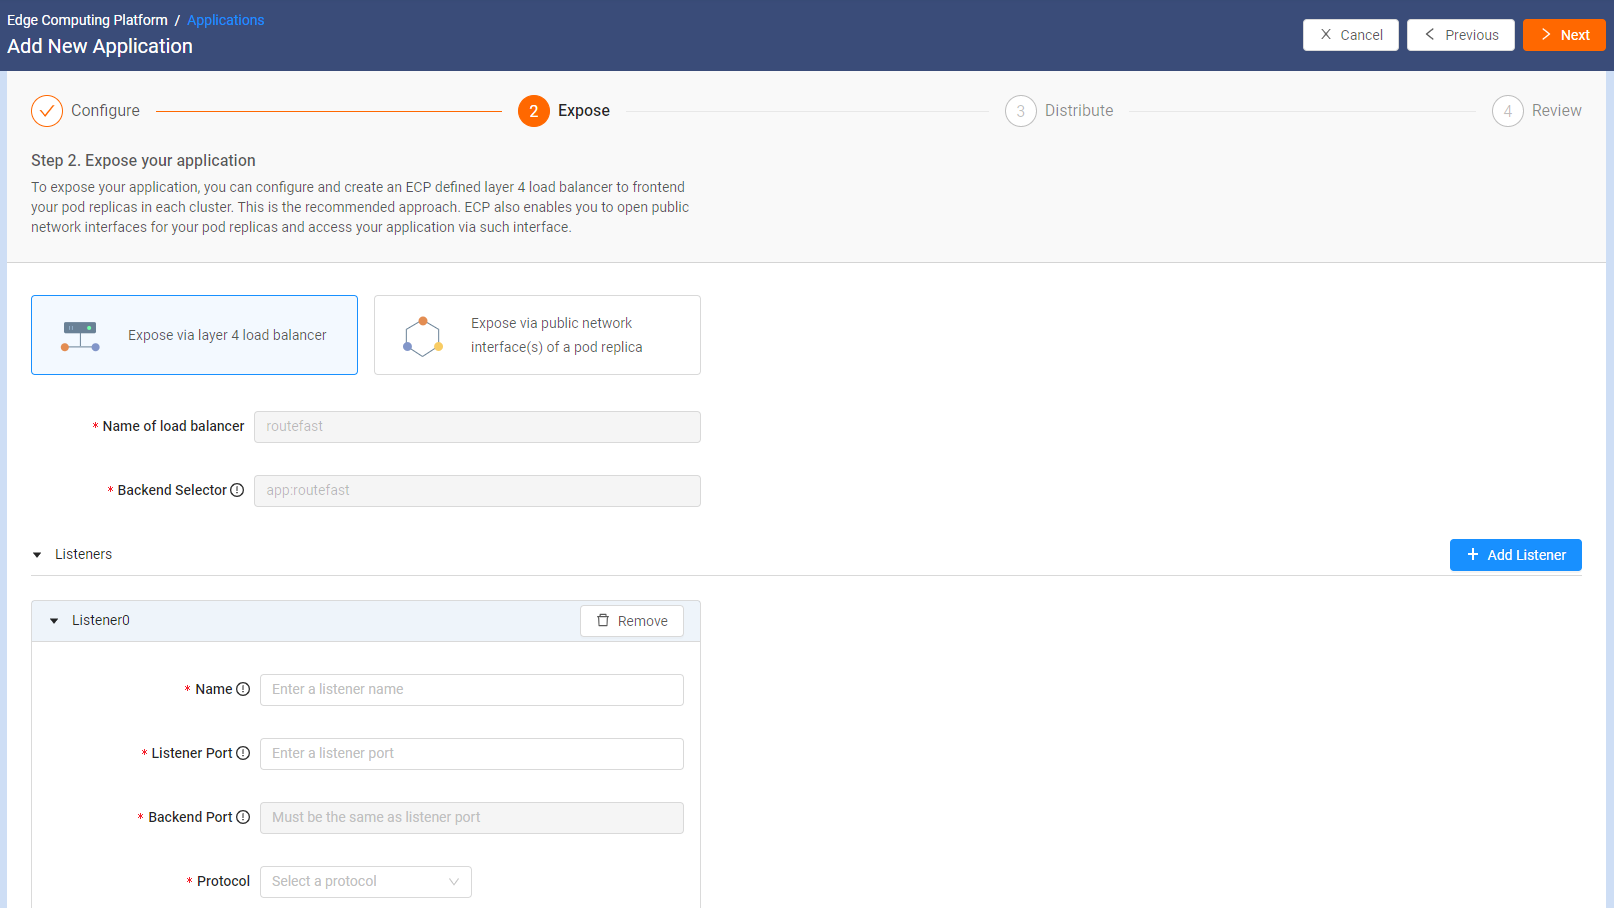 Edge Computing Platform / Applications
Add New Application
Cancel
Previous
Next
Configure
2 Expose
3 Distribute
4 Review
Step 2. Expose your application
To expose your application, you can configure and create an ECP defined layer 4 load balancer to frontend
your pod replicas in each cluster. This is the recommended approach. ECP also enables you to open public
network interfaces for your pod replicas and access your application via such interface.
Expose via layer 4 load balancer
Expose via public network
interface(s) of a pod replica
* Name of load balancer routefast
* Backend Selector app:routefast
Listeners
+ Add Listener
Listener0
Remove
* Name Enter a listener name
* Listener Port Enter a listener port
* Backend Port Must be the same as listener port
* Protocol Select a protocol